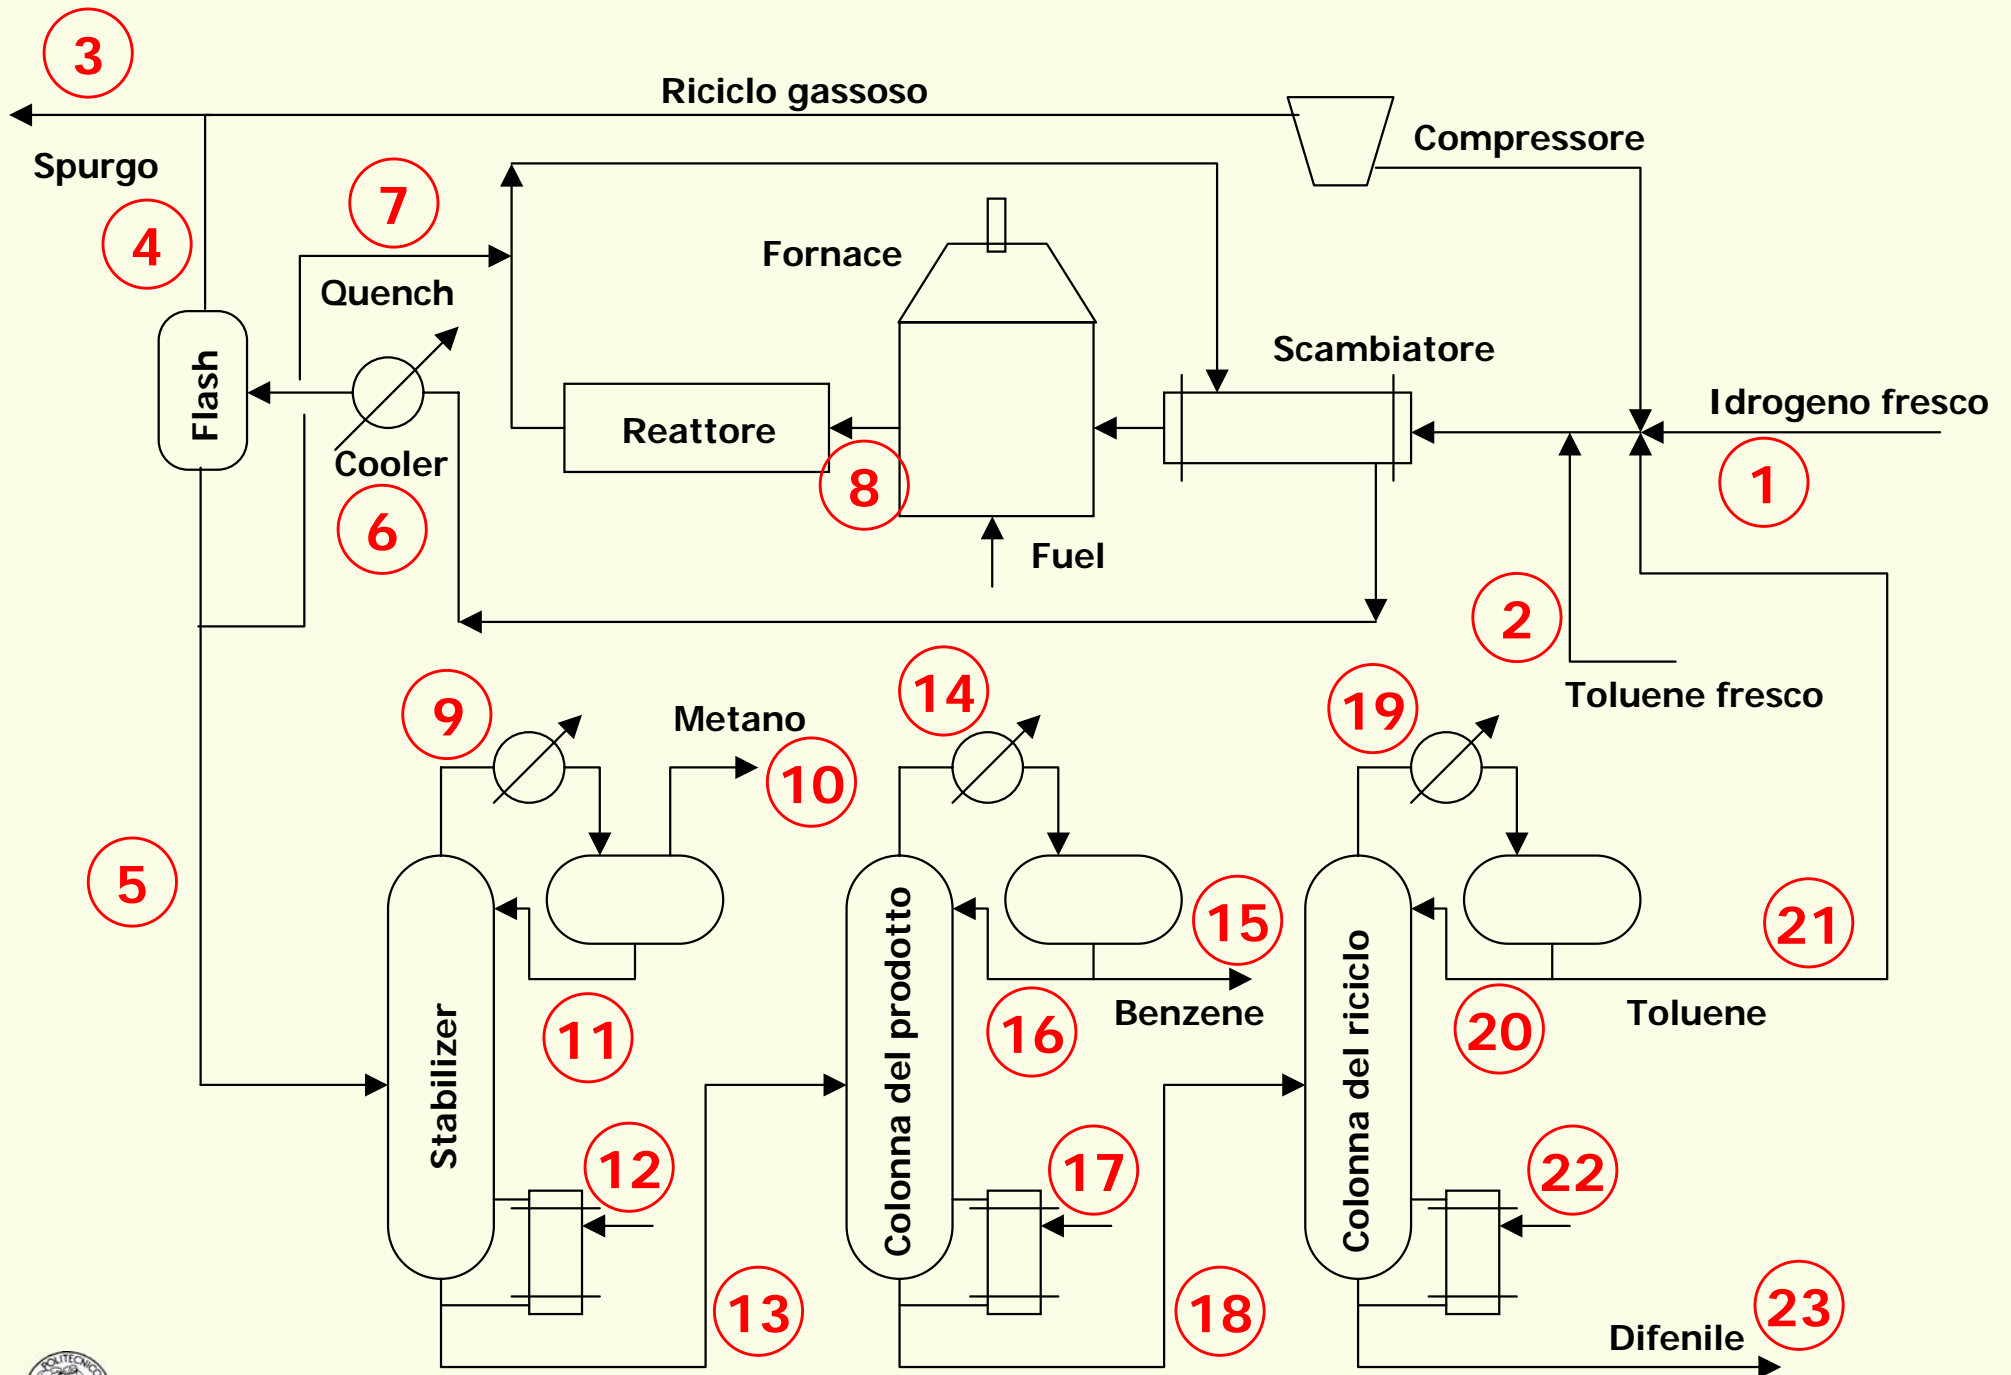 3
Riciclo gassoso
Compressore
Spurgo
7
4
Fornace
Quench
Scambiatore
Idrogeno fresco
Flash
Reattore
Cooler
8
1
6
Fuel
2
Toluene fresco
9
Metano
14
19
10
5
15
21
Benzene
Toluene
11
16
20
Stabilizer
Colonna del prodotto
Colonna del riciclo
12
17
22
13
18
23
Difenile
POLITECNICO